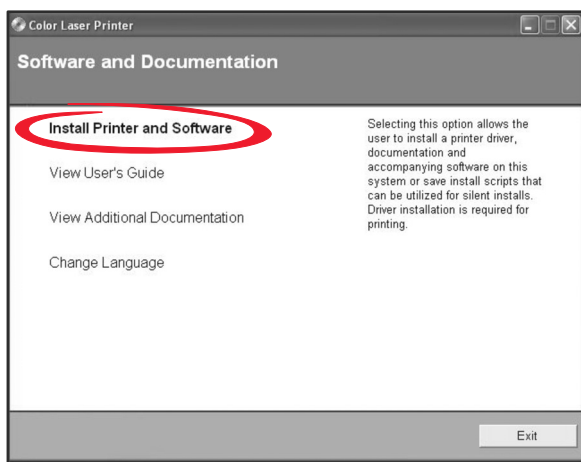 Color Laser Printer
Software and Documentation
Install Printer and Software
View User's Guide
View Additional Documentation
Change Language
Selecting this option allows the
user to install a printer driver,
documentation and
accompanying software on this
system or save install scripts that
can be utilized for silent installs.
Driver installation is required for
printing.
Exit